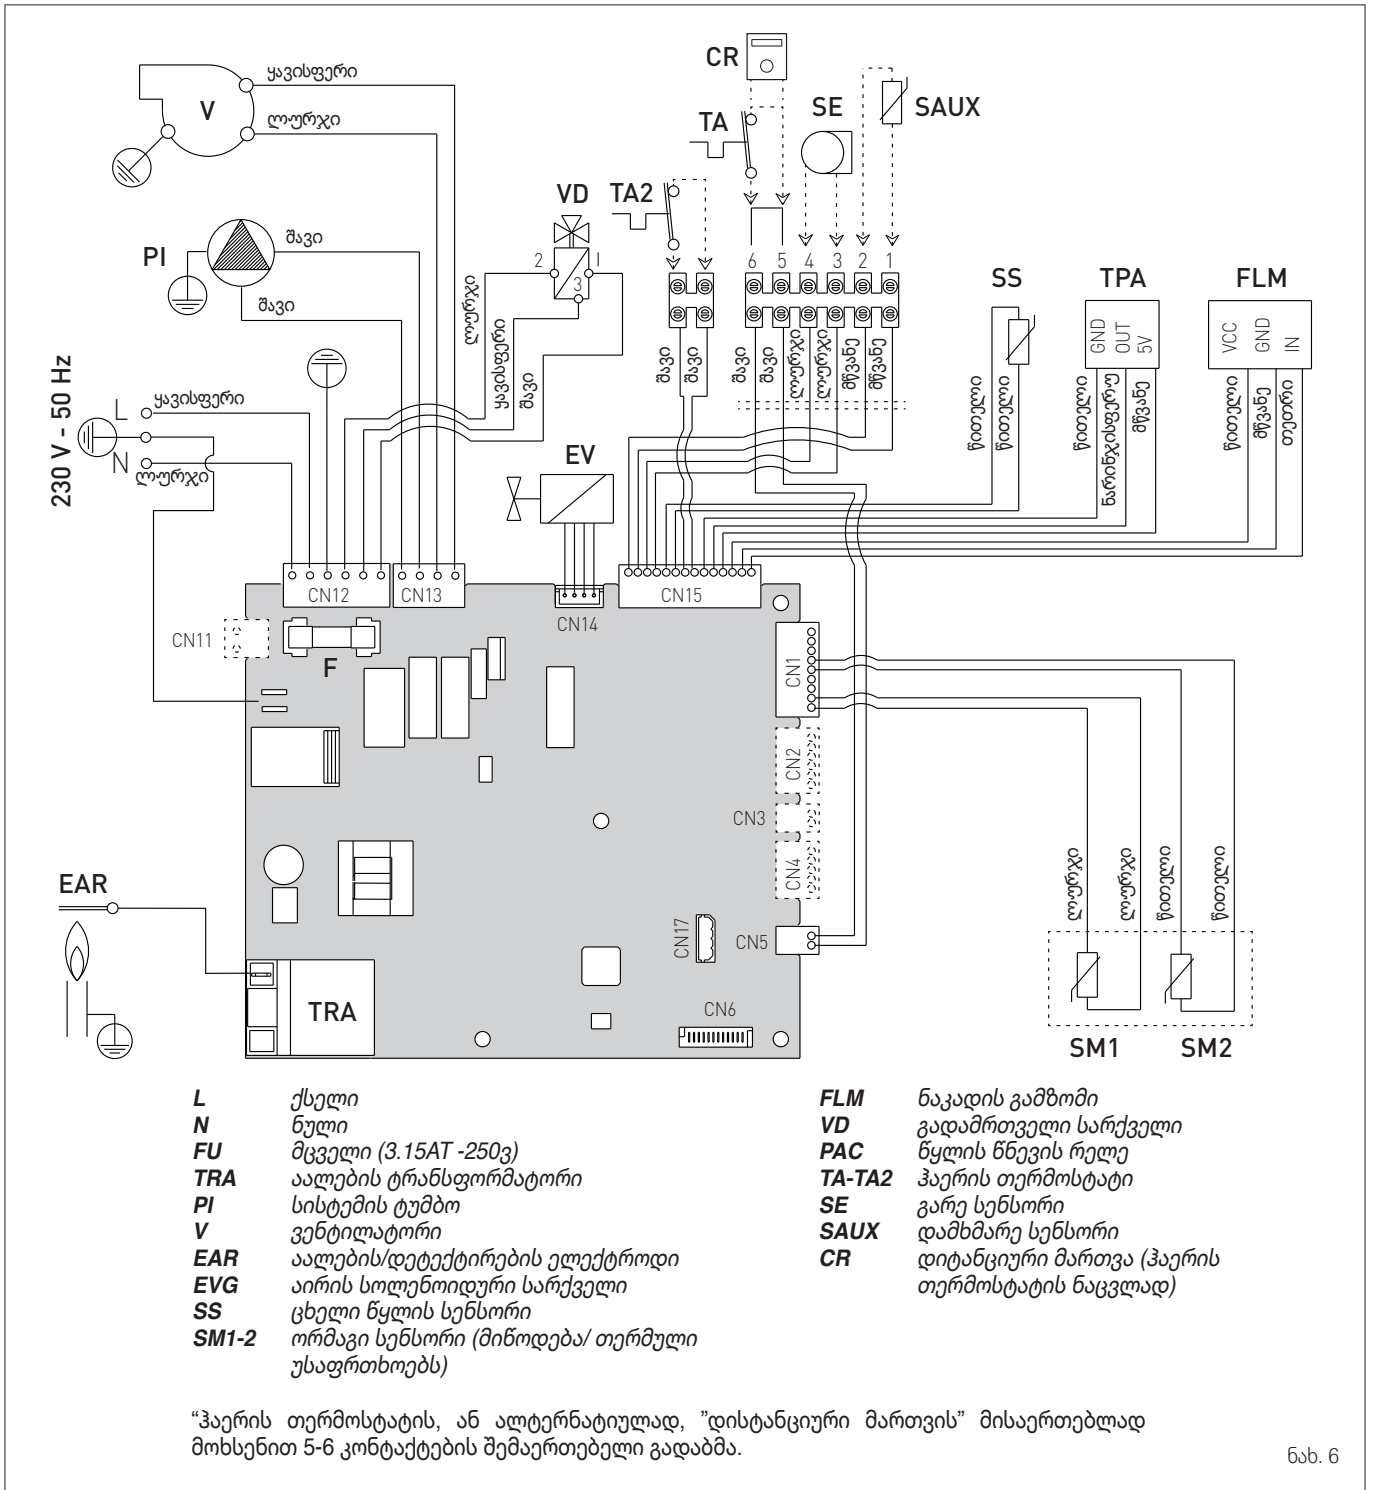 CR
V
ყავისფერი
ლურჯი
TA
SE
SAUX
VD
TA2
PI
შავი
შავი
2
1
3
6
5
4
3
2
1
SS
TPA
FLM
GND
OUT
5V
VCC
GND
IN
ლურჯი
ყავისფერი
შავი
შავი
შავი
შავი
შავი
ლურჯი
ლურჯი
მწვანე
მწვანე
წითელი
წითელი
წითელი
ნარინჯისფერუ
მწვანე
წითელი
მწვანე
თეთრი
230 V - 50 Hz
L
ყავისფერი
N
ლურჯი
EV
CN12
CN13
CN14
CN15
CN11
F
CN1
CN2
CN3
CN4
CN17
CN5
CN6
EAR
TRA
ლურჯი
ლურჯი
წითელი
წითელი
SM1
SM2
L ქსელი
N ნული
FU მცველი (3.15AT -250ვ)
TRA აალების ტრანსფორმატორი
PI სისტემის ტუმბო
V ვენტილატორი
EAR აალების/დეტექტირების ელექტროდი
EVG აირის სოლენოიდური სარქველი
SS ცხელი წყლის სენსორი
SM1-2 ორმაგი სენსორი (მიწოდება/ თერმული
უსაფრთხოებს)
FLM ნაკადის გამზომი
VD გადამრთველი სარქველი
PAC წყლის წნევის რელე
TA-TA2 ჰაერის თერმოსტატი
SE გარე სენსორი
SAUX დამხმარე სენსორი
CR დიტანციური მართვა (ჰაერის
თერმოსტატის ნაცვლად)
“ჰაერის თერმოსტატის, ან ალტერნატიულად, ”დისტანციური მართვის” მისაერთებლად
მოხსენით 5-6 კონტაქტების შემაერთებელი გადაბმა.
ნახ. 6